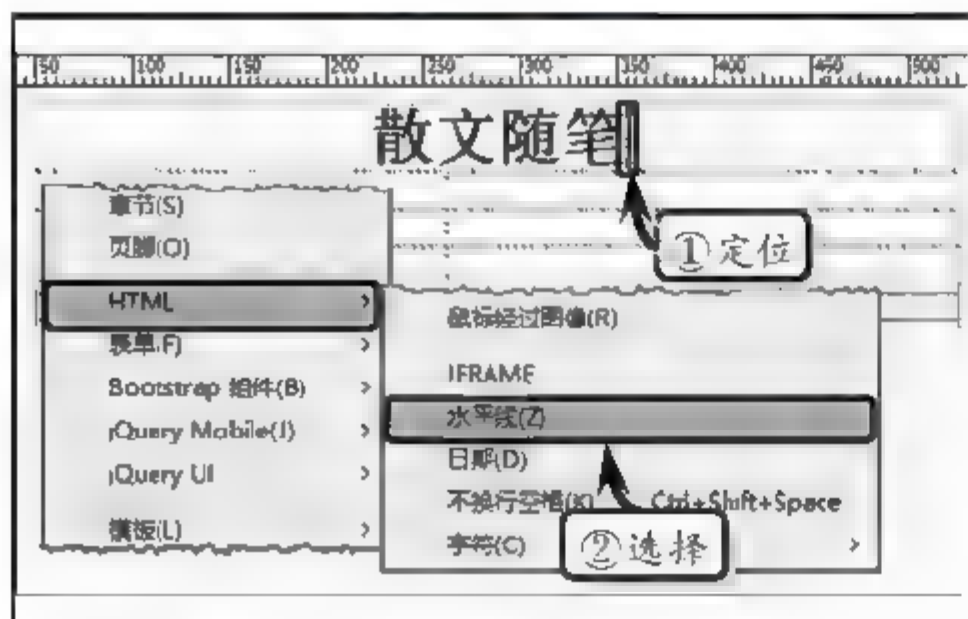 50 100 150 200 250 300 350 400 450 500
散文随笔
章节(S)
页脚(O)
①定位
HTML
鼠标经过图像(R)
表单(F)
IFRAME
Bootstrap 组件(B)
水平线(Z)
jQuery Mobile(J)
日期(D)
jQuery UI
不换行空格(K) Ctrl+Shift+Space
模板(L)
字符(C)
②选择